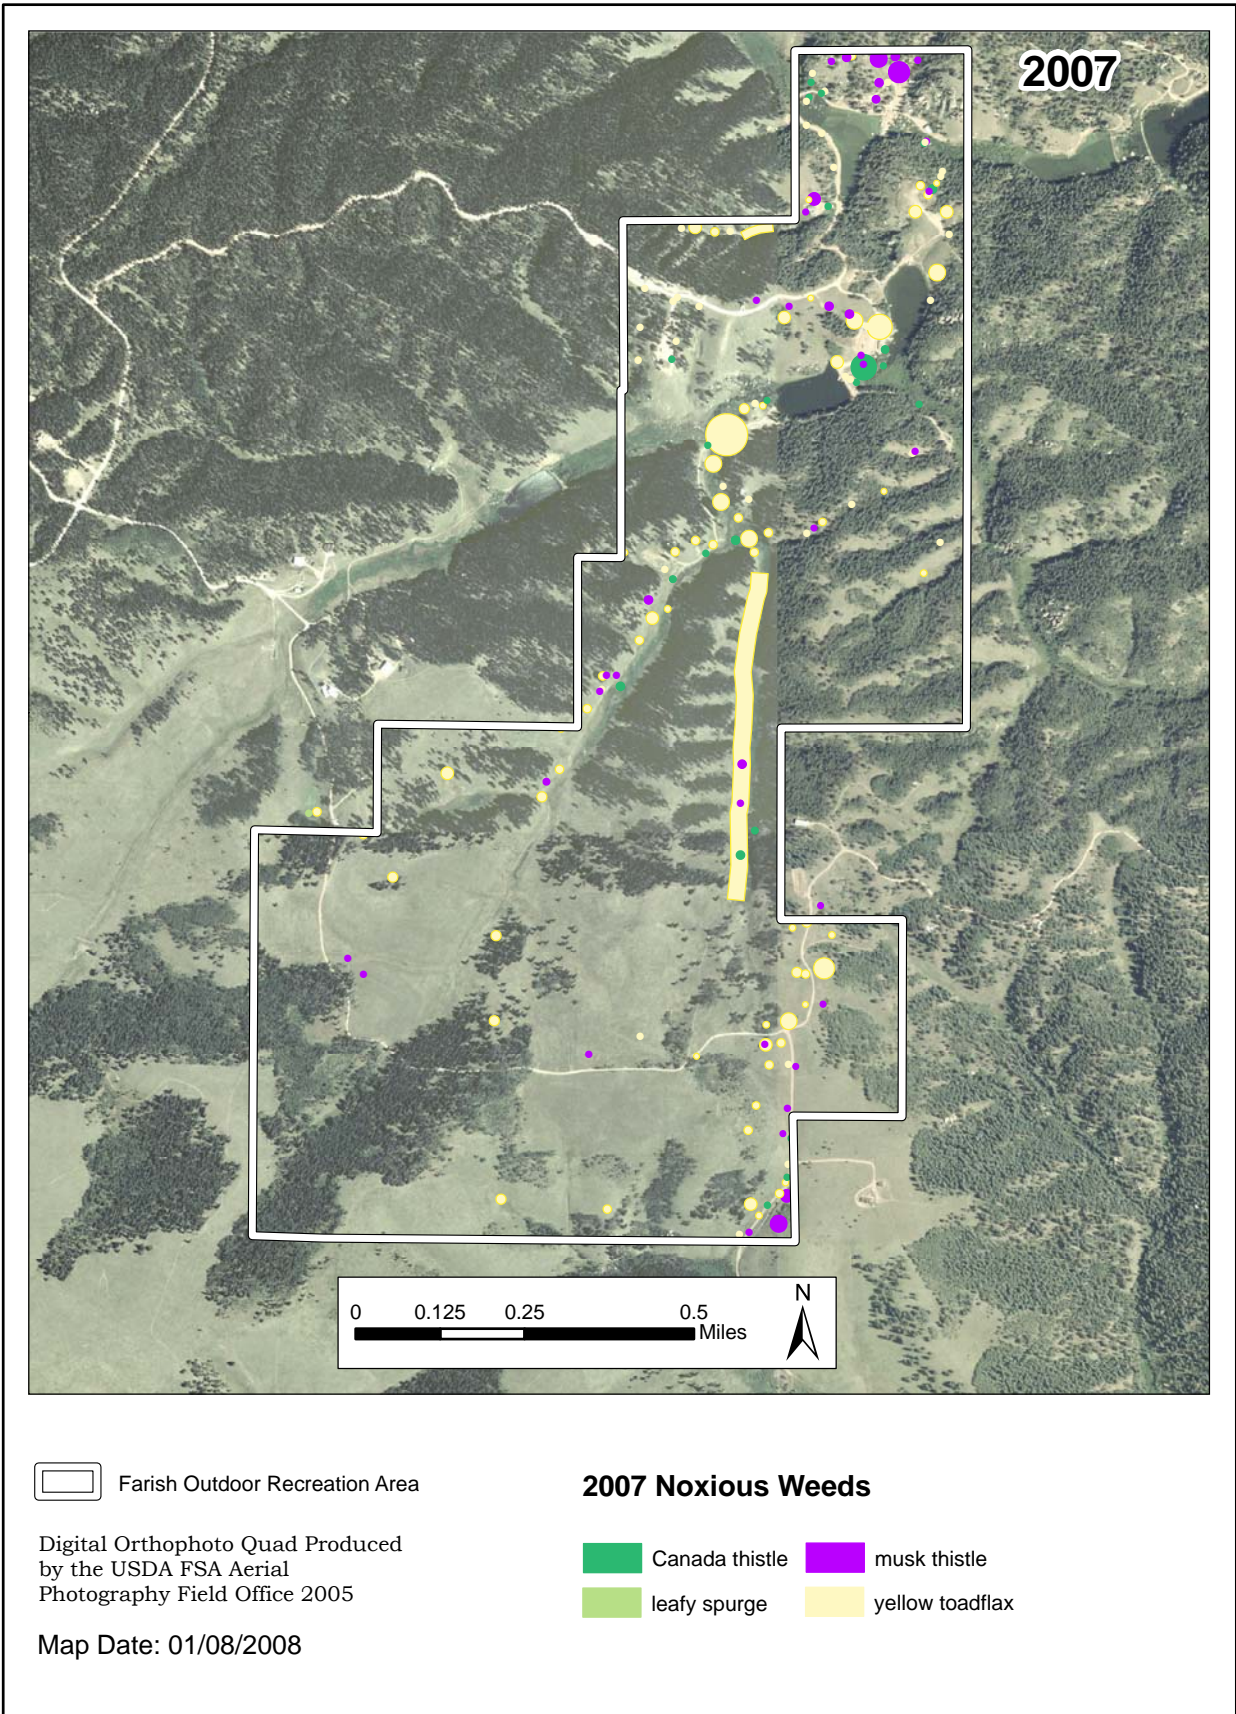 2007
N
0 0.125 0.25 0.5
Miles
Farish Outdoor Recreation Area
Digital Orthophoto Quad Produced
by the USDA FSA Aerial
Photography Field Office 2005
Map Date: 01/08/2008
2007 Noxious Weeds
Canada thistle musk thistle
leafy spurge yellow toadflax